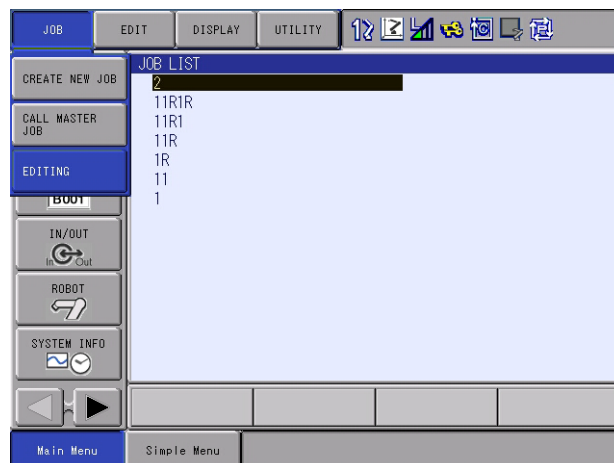 JOB EDIT DISPLAY UTILITY
JOB LIST
CREATE NEW JOB
CALL MASTER
JOB
EDITING
2
11R1R
11R1
11R
1R
11
1
B001
IN/OUT
In Out
ROBOT
SYSTEM INFO
Main Menu Simple Menu